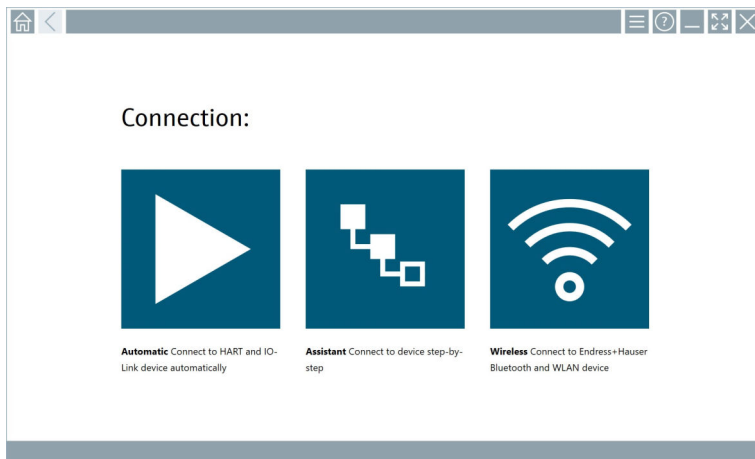 Connection:
Automatic Connect to HART and IO-
Link device automatically
Assistant Connect to device step-by-
step
Wireless Connect to Endress+Hauser
Bluetooth and WLAN device